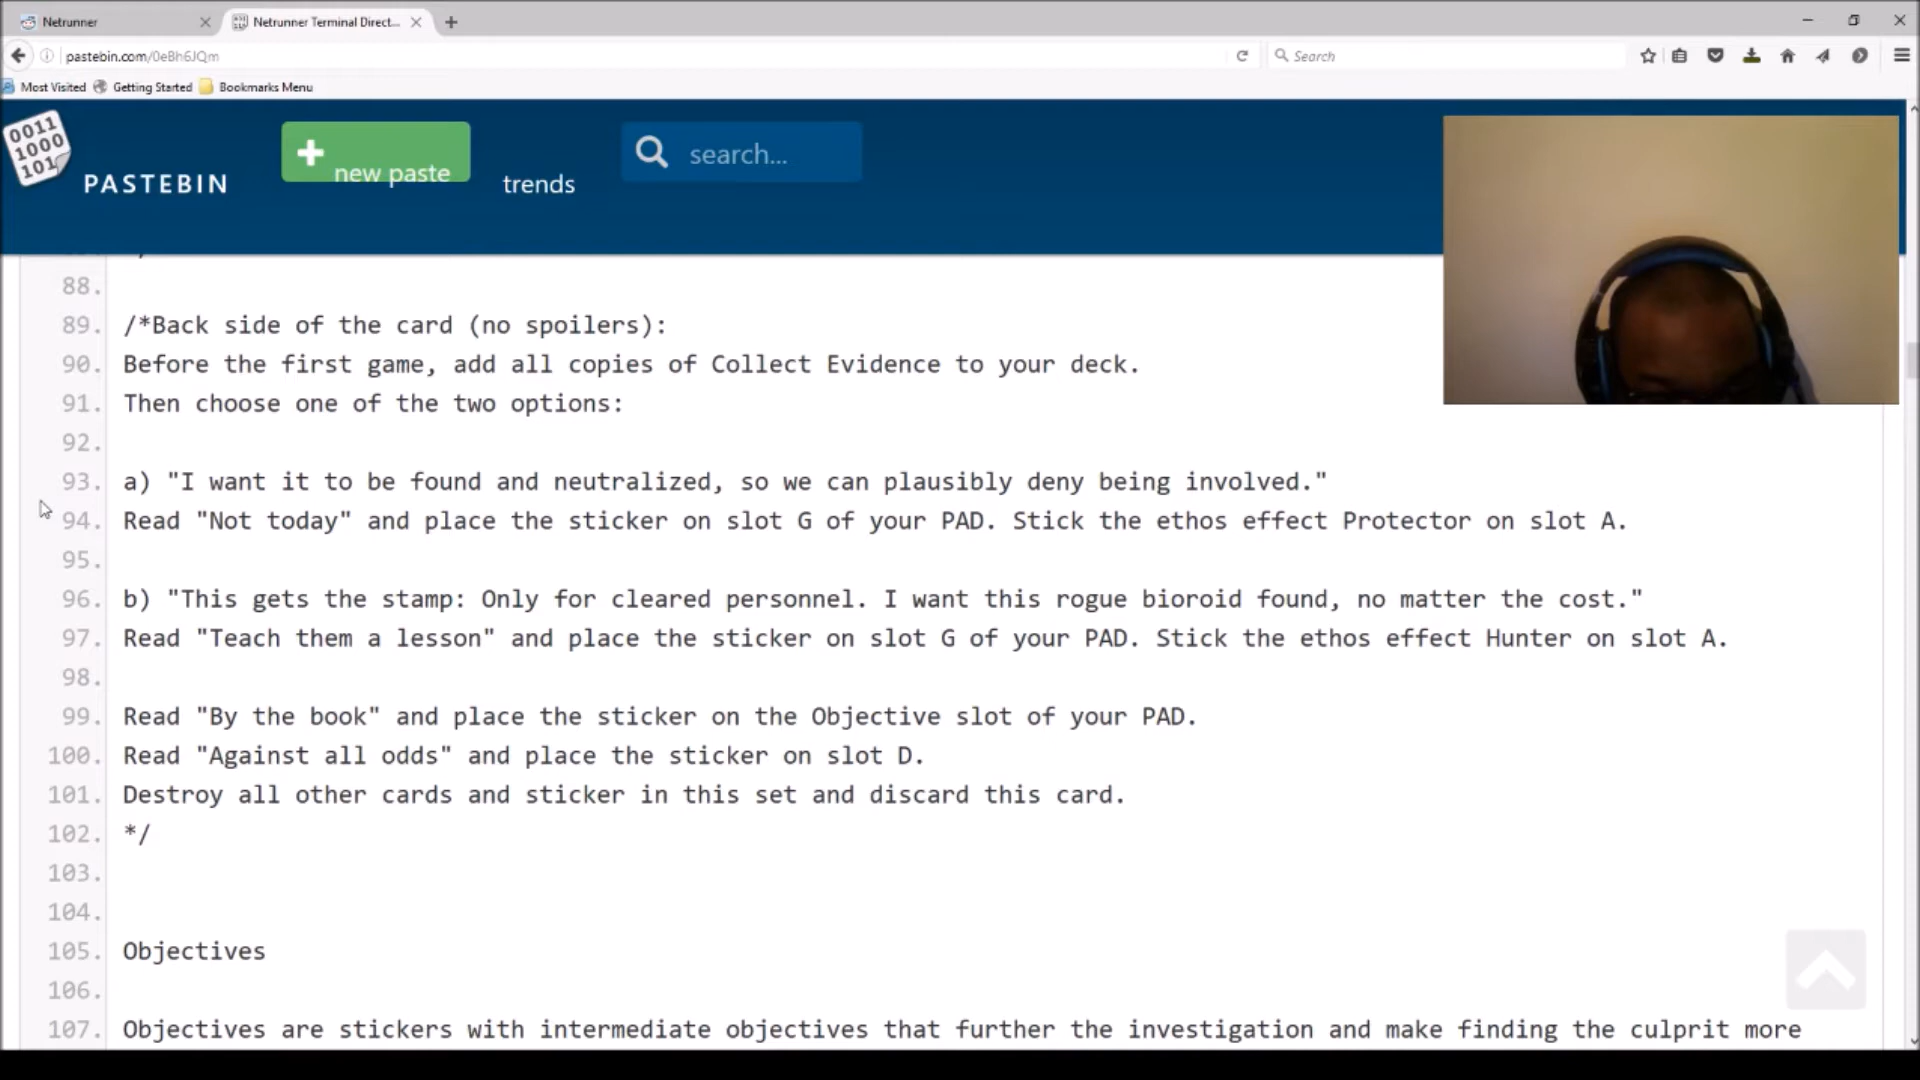 Netrunner
Netrunner Terminal Direct...
pastebin.com/0eBh6JQm
Search
Most Visited
Getting Started
Bookmarks Menu
0011
1000
101
PASTEBIN
new paste
trends
search...
88.
89. /*Back side of the card (no spoilers):
90. Before the first game, add all copies of Collect Evidence to your deck.
91. Then choose one of the two options:
92.
93. a) "I want it to be found and neutralized, so we can plausibly deny being involved."
94. Read "Not today" and place the sticker on slot G of your PAD. Stick the ethos effect Protector on slot A.
95.
96. b) "This gets the stamp: Only for cleared personnel. I want this rogue bioroid found, no matter the cost."
97. Read "Teach them a lesson" and place the sticker on slot G of your PAD. Stick the ethos effect Hunter on slot A.
98.
99. Read "By the book" and place the sticker on the Objective slot of your PAD.
100. Read "Against all odds" and place the sticker on slot D.
101. Destroy all other cards and sticker in this set and discard this card.
102. */
103.
104.
105. Objectives
106.
107. Objectives are stickers with intermediate objectives that further the investigation and make finding the culprit more